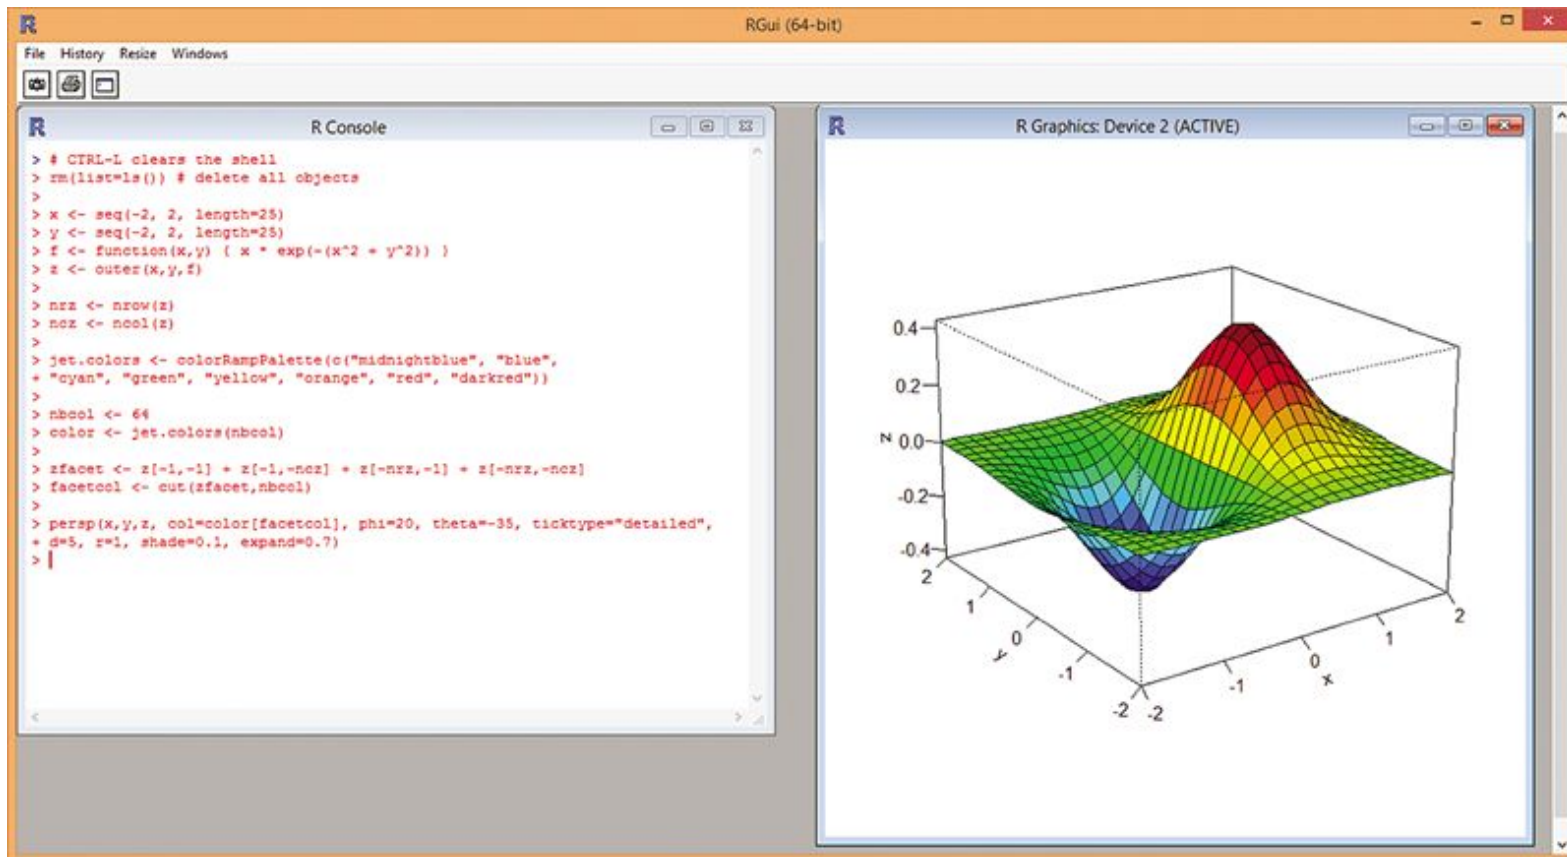 RGui (64-bit)
File History Resize Windows
R Console
> # CTRL-L clears the shell
> rm(list=ls()) # delete all objects
>
> x <- seq(-2, 2, length=25)
> y <- seq(-2, 2, length=25)
> f <- function(x,y) { x * exp(-(x^2 + y^2)) }
> z <- outer(x,y,f)
>
> nrz <- nrow(z)
> ncz <- ncol(z)
>
> jet.colors <- colorRampPalette(c("midnightblue", "blue",
+ "cyan", "green", "yellow", "orange", "red", "darkred"))
>
> nbcol <- 64
> color <- jet.colors(nbcol)
>
> zfacet <- z[-1,-1] + z[-1,-ncz] + z[-nrz,-1] + z[-nrz,-ncz]
> facetcol <- cut(zfacet,nbcol)
>
> persp(x,y,z, col=color[facetcol], phi=20, theta=-35, ticktype="detailed",
+ d=5, r=1, shade=0.1, expand=0.7)
>
R Graphics: Device 2 (ACTIVE)
0.4
0.2
z 0.0
-0.2
-0.4
2
1
0
y
-1
-2
-2
-1
0
x
1
2